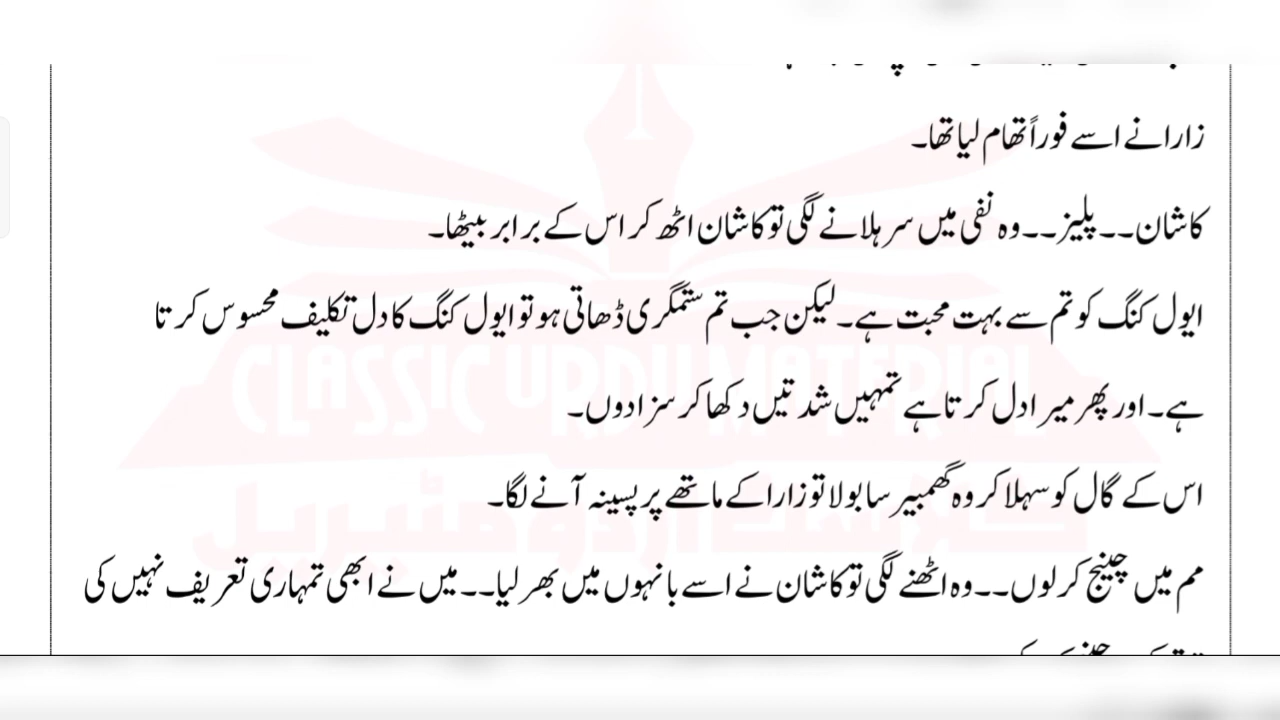 زارا نے اسے فوراً تھام لیا تھا۔
کاشان۔۔پلیز۔۔وہ نفی میں سر ہلانے لگی تو کاشان اٹھ کر اس کے برابر بیٹھا۔
ایول کنگ کو تم سے بہت محبت ہے۔ لیکن جب تم ستمگری ڈھاتی ہو تو ایول کنگ کا دل تکلیف محسوس کرتا
ہے۔ اور پھر میرا دل کرتا ہے تمہیں شدتیں دکھا کر سزا دوں۔
CLASSIC URDU MATERIAL
اس کے گال کو سہلا کر وہ گھمبیر سا بولا تو زارا کے ماتھے پر پسینہ آنے لگا۔
مم میں چینج کر لوں۔۔وہ اٹھنے لگی تو کاشان نے اسے بانہوں میں بھر لیا۔۔میں نے ابھی تمہاری تعریف نہیں کی